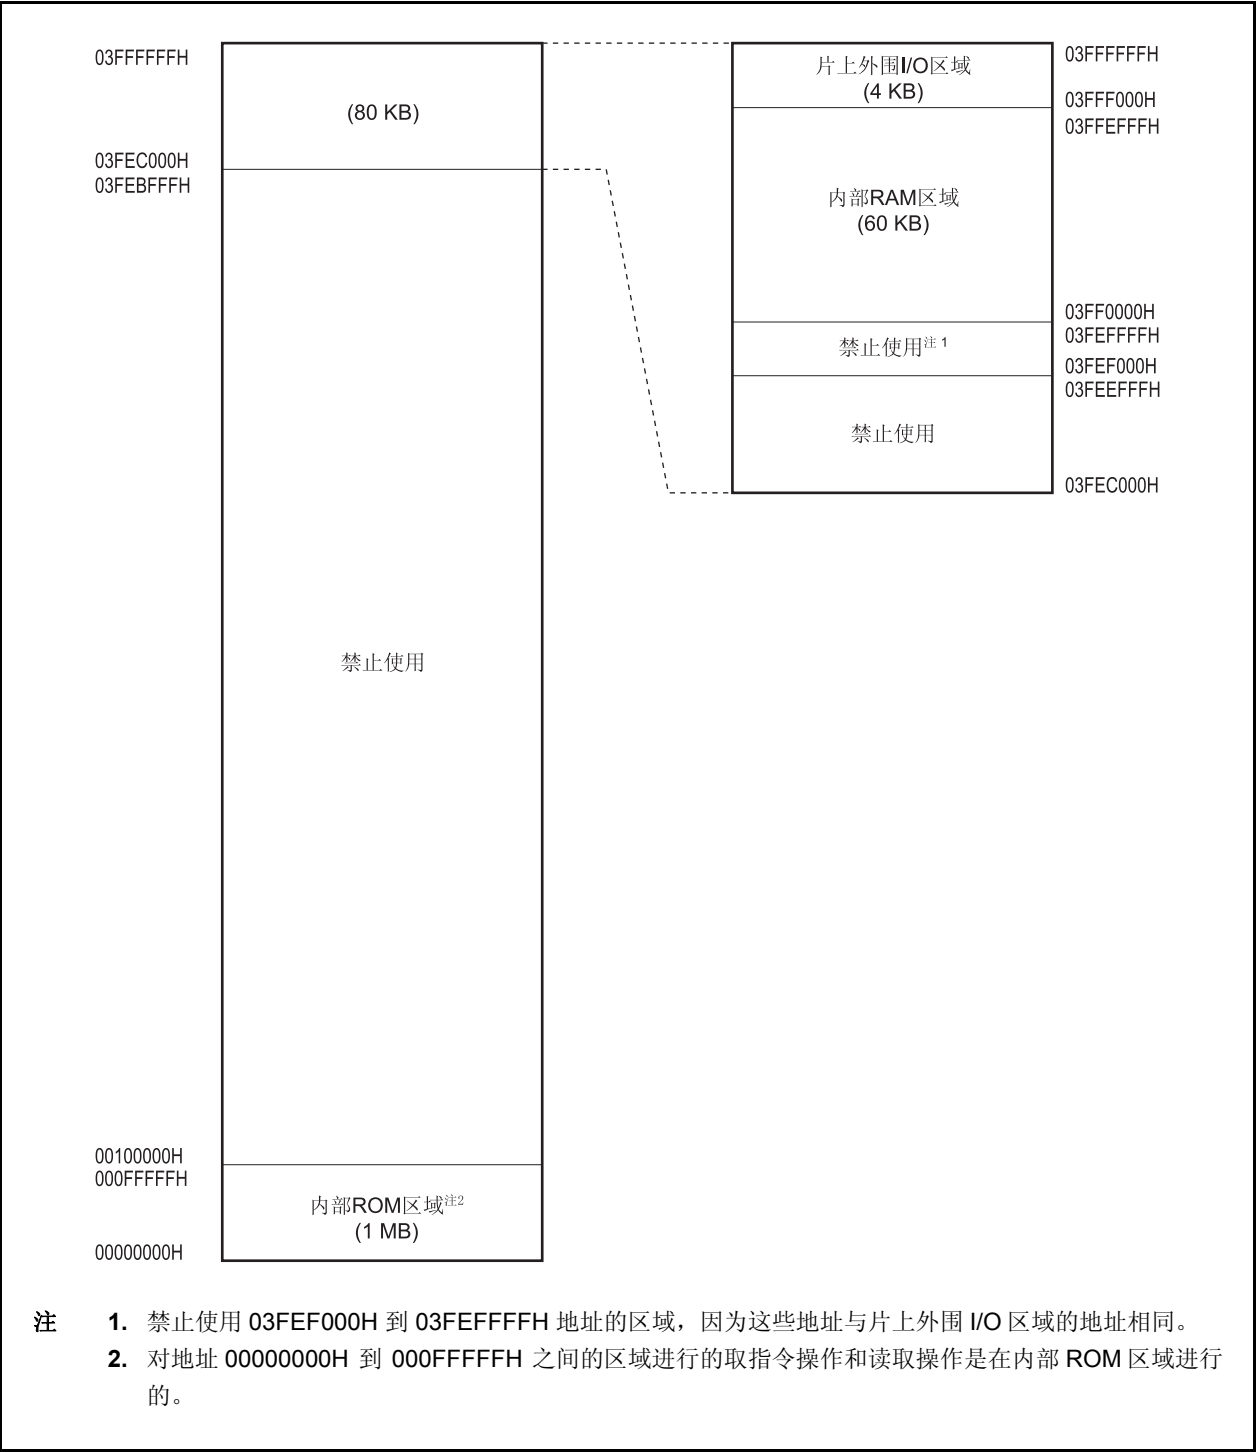 03FFFFFFH
(80 KB)
03FEC000H
03FEBFFFH
禁止使用
00100000H
000FFFFFH
内部ROM区域注2
(1 MB)
00000000H
片上外围I/O区域
(4 KB)
03FFFFFFH
03FFF000H
03FFEFFFH
内部RAM区域
(60 KB)
03FF0000H
03FEFFFFH
禁止使用注 1
03FEF000H
03FEEFFFH
禁止使用
03FEC000H
注 1. 禁止使用 03FEF000H 到 03FEFFFFH 地址的区域，因为这些地址与片上外围 I/O 区域的地址相同。
2. 对地址 00000000H 到 000FFFFFH 之间的区域进行的取指令操作和读取操作是在内部 ROM 区域进行
的。